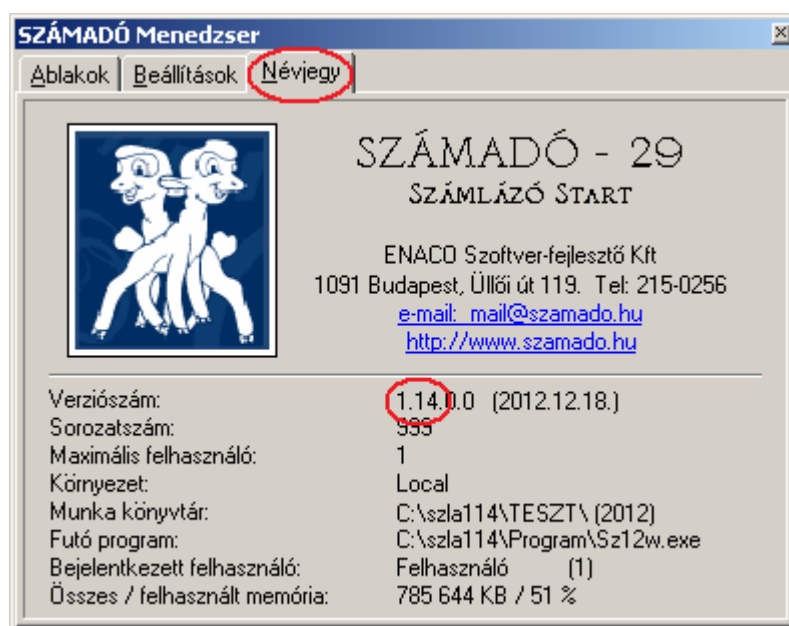 SZÁMADÓ Menedzser
Ablakok Beállítások Névjegy
SZÁMADÓ - 29
SZÁMLÁZÓ START
ENACO Szoftver-fejlesztő Kft
1091 Budapest, Üllői út 119. Tel: 215-0256
e-mail: mail@szamado.hu
http://www.szamado.hu
Verziószám: 1.14.0.0 (2012.12.18.)
Sorozatszám: 999
Maximális felhasználó: 1
Környezet: Local
Munka könyvtár: C:\szla114\TESZT\ (2012)
Futó program: C:\szla114\Program\Sz12w.exe
Bejelentkezett felhasználó: Felhasználó (1)
Összes / felhasznált memória: 785 644 KB / 51 %